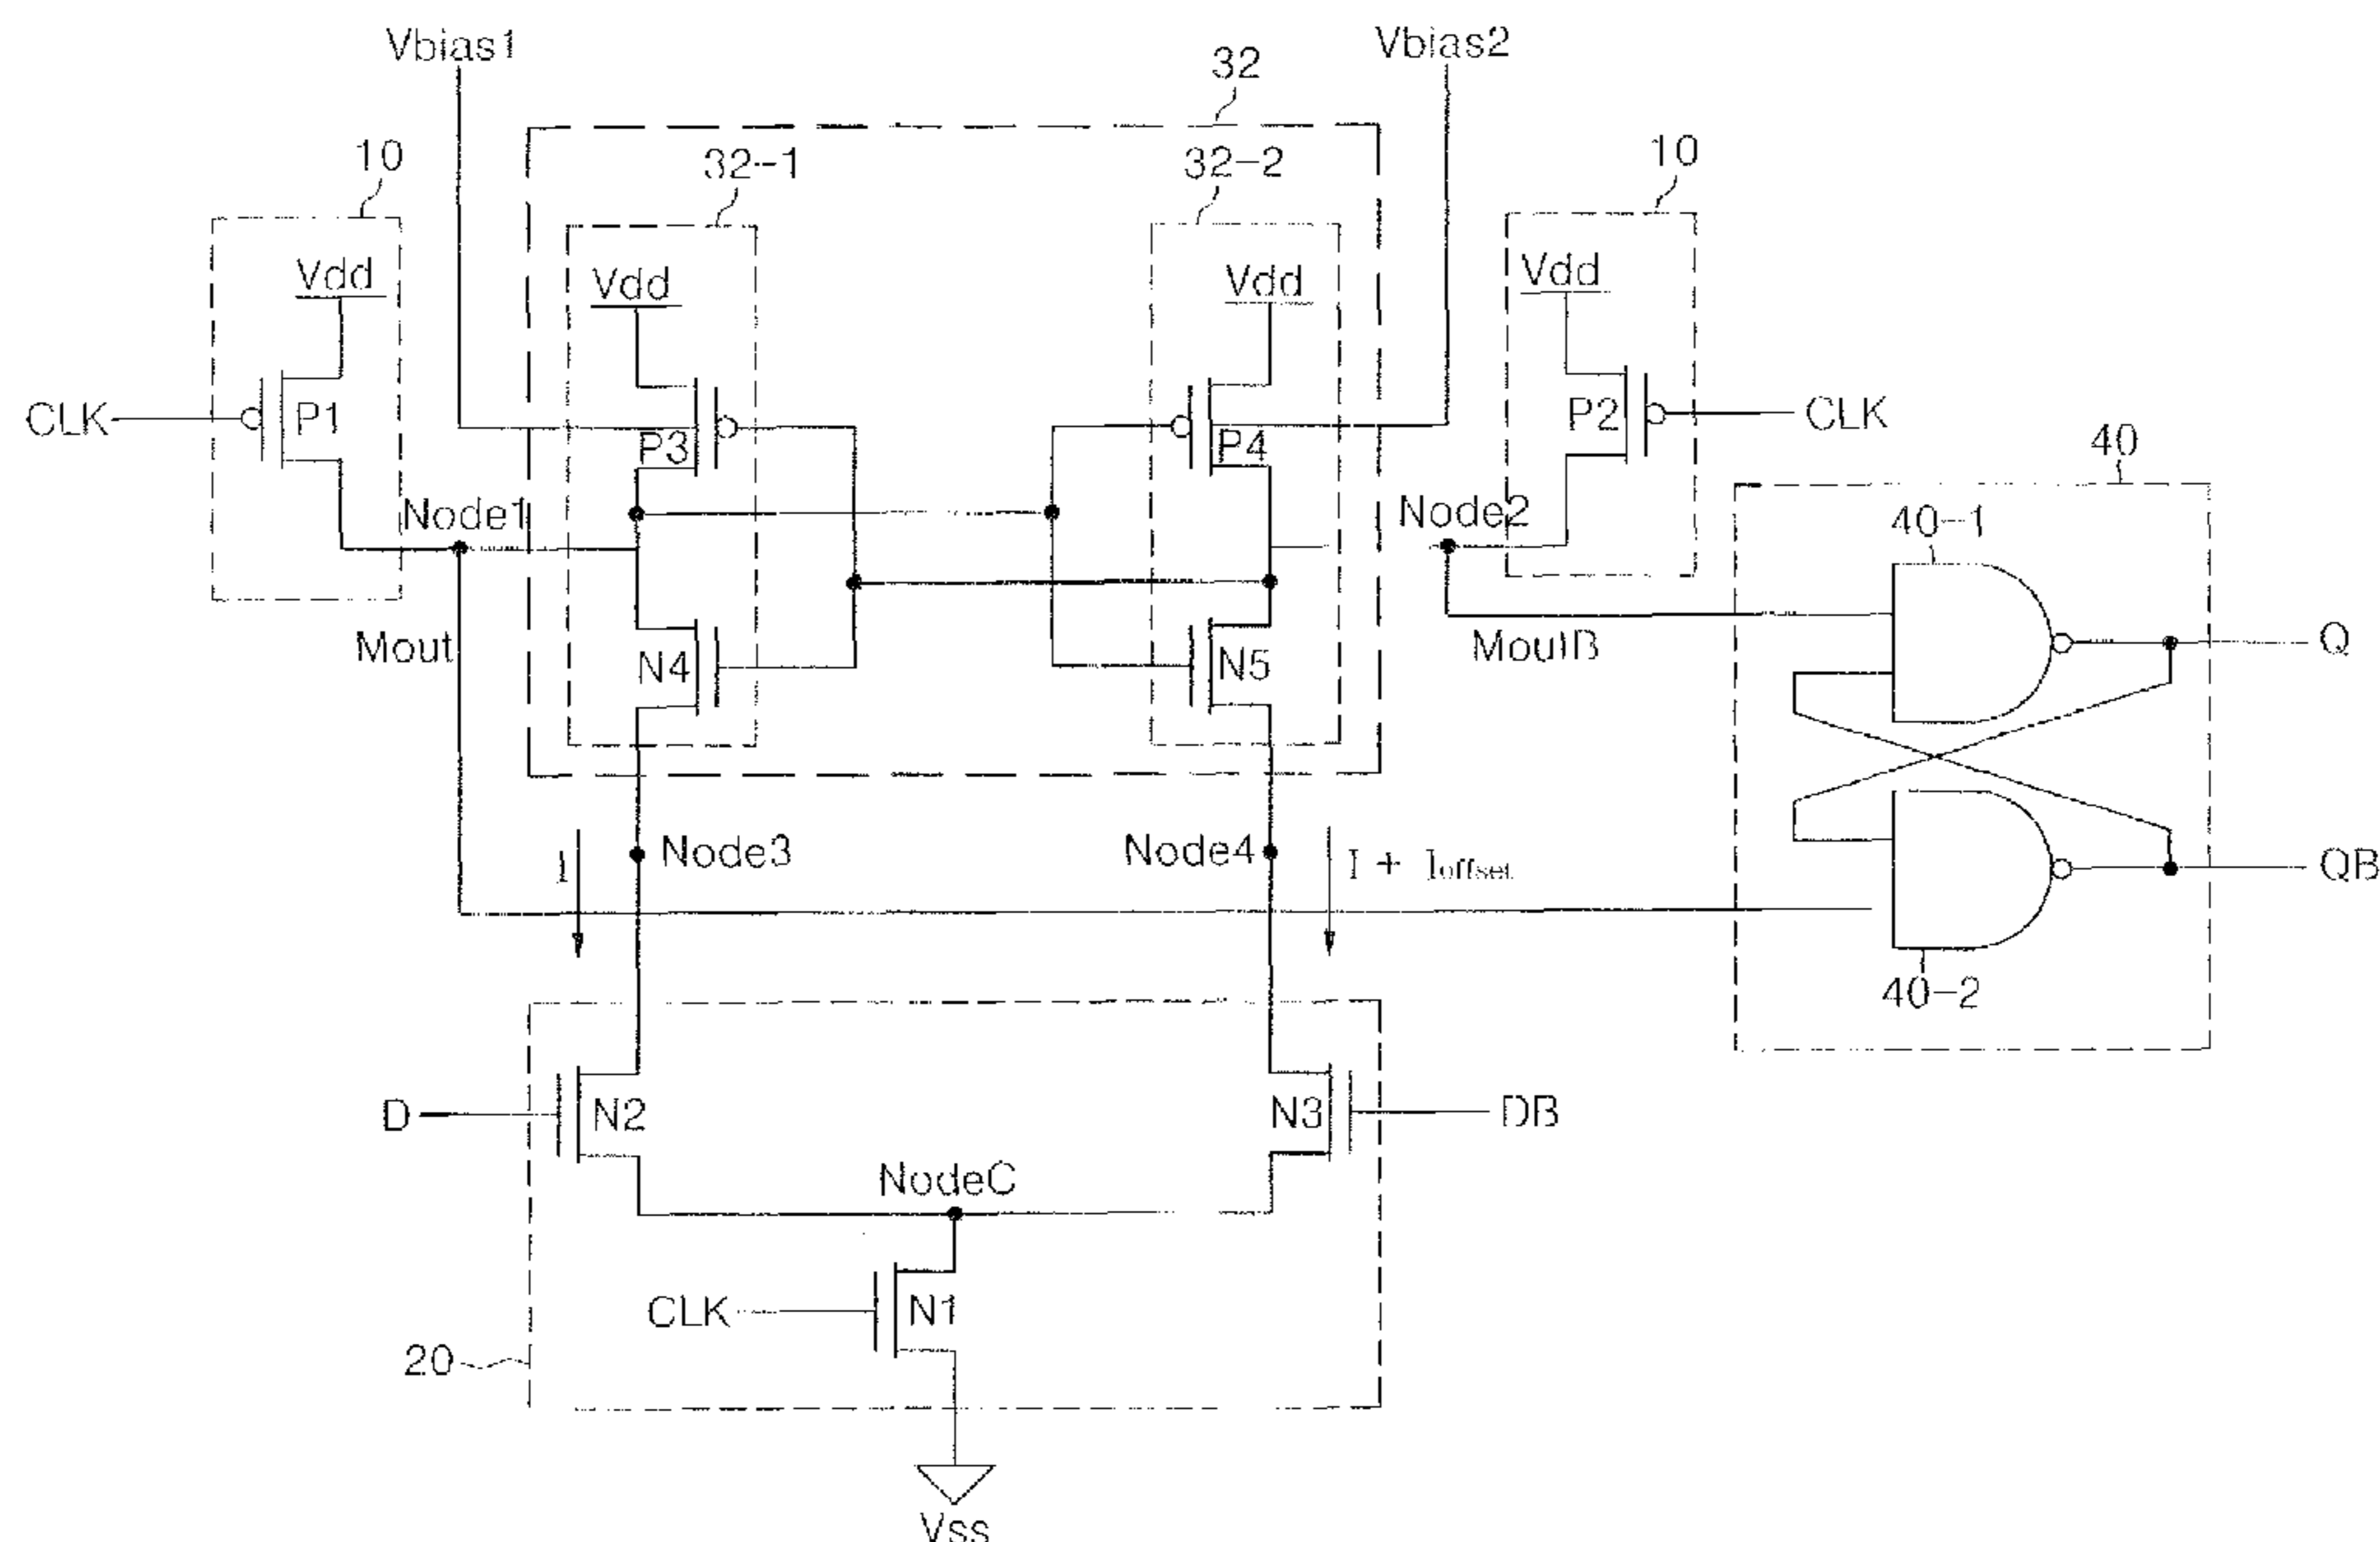 Vbias1
Vbias2
32
10
32-1
32-2
10
Vdd
Vdd
Vdd
Vdd
CLK
P1
P3
P4
P2
CLK
40
Node1
Node2
40-1
Mout
N4
N5
MoutB
Q
I
Node3
Node4
I + Ioffset
QB
40-2
D
N2
N3
DB
NodeC
CLK
N1
20
Vss